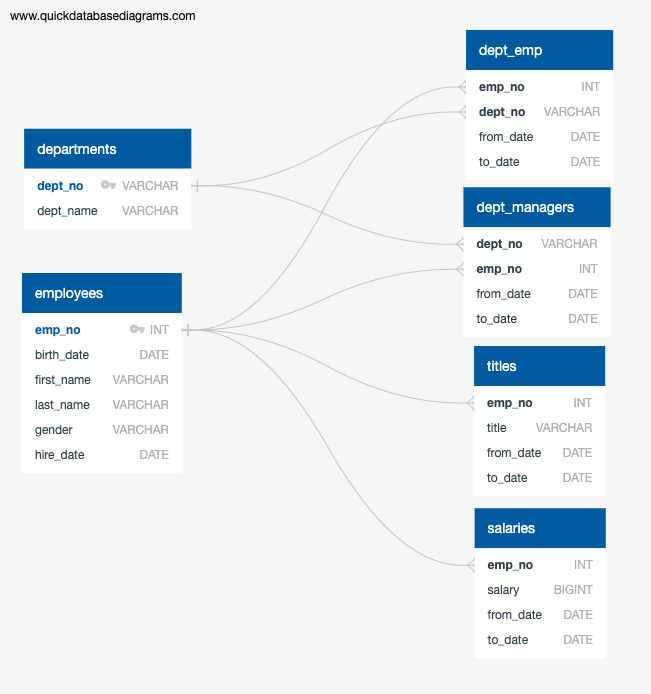 www.quickdatabasediagrams.com
departments
dept_no VARCHAR
dept_name VARCHAR
employees
emp_no INT
birth_date DATE
first_name VARCHAR
last_name VARCHAR
gender VARCHAR
hire_date DATE
dept_emp
emp_no INT
dept_no VARCHAR
from_date DATE
to_date DATE
dept_managers
dept_no VARCHAR
emp_no INT
from_date DATE
to_date DATE
titles
emp_no INT
title VARCHAR
from_date DATE
to_date DATE
salaries
emp_no INT
salary BIGINT
from_date DATE
to_date DATE